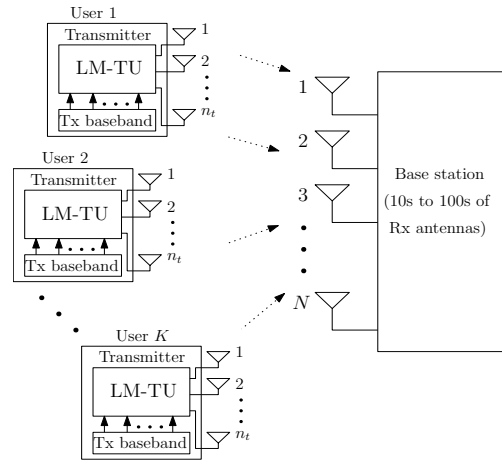 User 1
Transmitter
LM-TU
Tx baseband
1
2
n_t
User 2
Transmitter
LM-TU
Tx baseband
1
2
n_t
User K
Transmitter
LM-TU
Tx baseband
1
2
n_t
1
2
3
N
Base station
(10s to 100s of
Rx antennas)